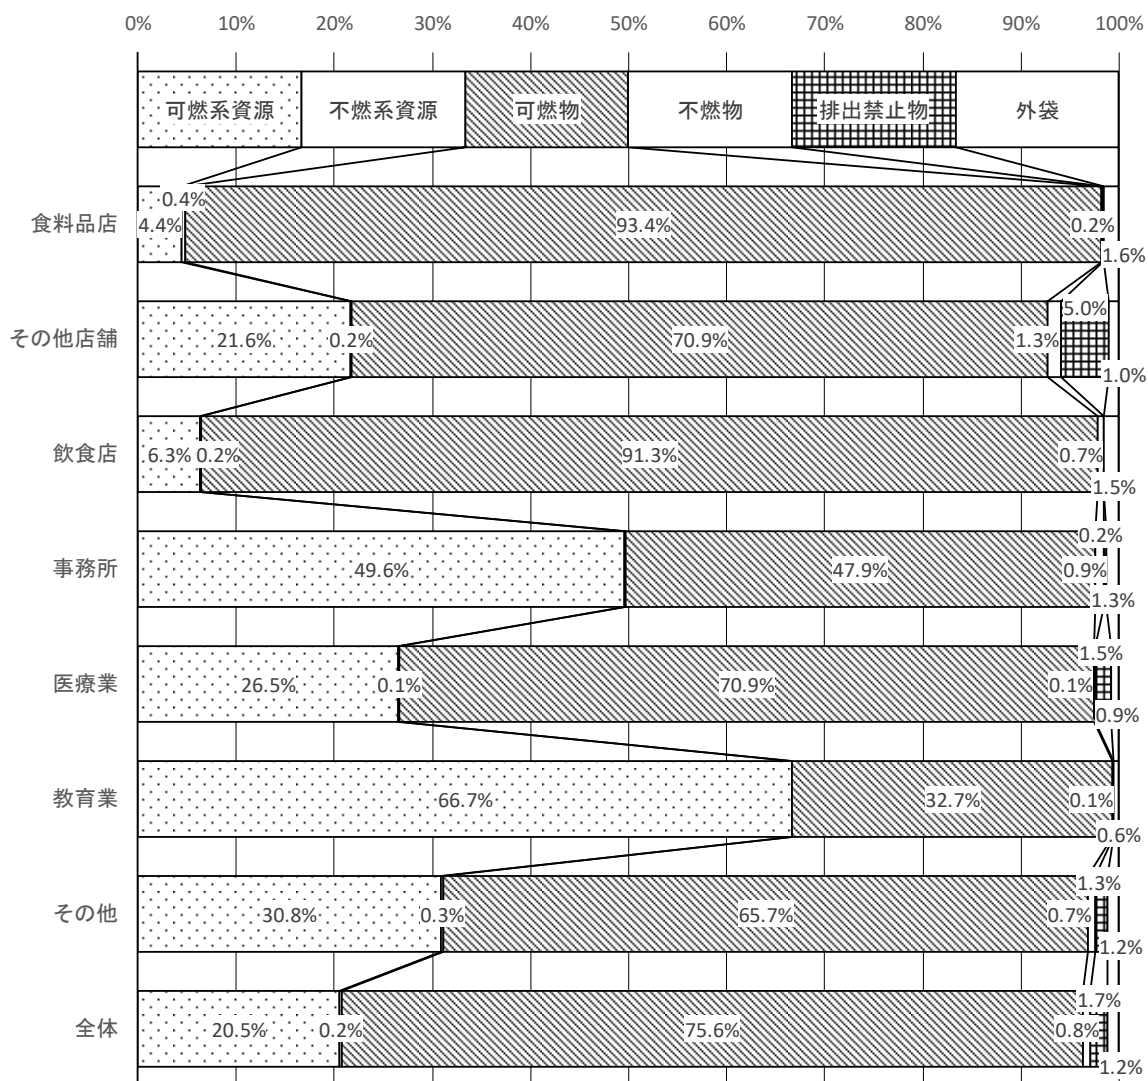 0% 10% 20% 30% 40% 50% 60% 70% 80% 90% 100%
可燃系資源 不燃系資源 可燃物 不燃物 排出禁止物 外袋
食料品店 4.4% 0.4% 93.4% 0.2% 1.6%
その他店舗 21.6% 0.2% 70.9% 1.3% 5.0% 1.0%
飲食店 6.3% 0.2% 91.3% 0.7% 1.5%
事務所 49.6% 47.9% 0.9% 0.2% 1.3%
医療業 26.5% 0.1% 70.9% 0.1% 1.5% 0.9%
教育業 66.7% 32.7% 0.1% 0.6%
その他 30.8% 0.3% 65.7% 0.7% 1.3% 1.2%
全体 20.5% 0.2% 75.6% 0.8% 1.7% 1.2%